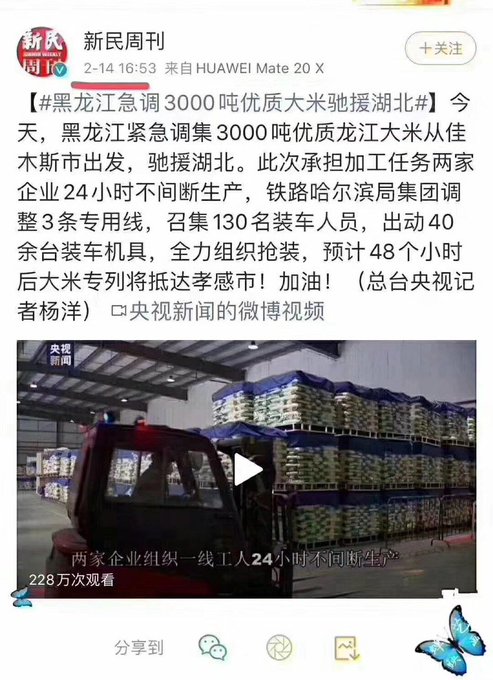 新民
周刊
新民周刊
2-14 16:53 来自HUAWEI Mate 20 X
+关注
【#黑龙江急调3000吨优质大米驰援湖北#】今
天，黑龙江紧急调集3000吨优质龙江大米从佳
木斯市出发，驰援湖北。此次承担加工任务两家
企业24小时不间断生产，铁路哈尔滨局集团调
整3条专用线，召集130名装车人员，出动40
余台装车机具，全力组织抢装，预计48个小时
后大米专列将抵达孝感市！加油！（总台央视记
者杨洋） 央视新闻的微博视频
央视
新闻
两家企业组织一线工人24小时不间断生产
228万次观看
分享到